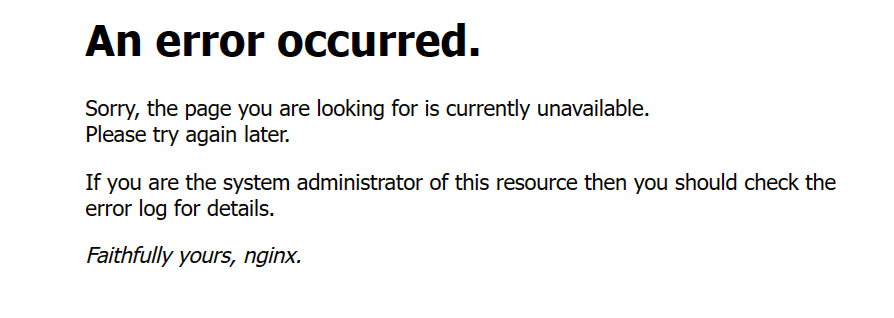 An error occurred.
Sorry, the page you are looking for is currently unavailable.
Please try again later.
If you are the system administrator of this resource then you should check the
error log for details.
Faithfully yours, nginx.